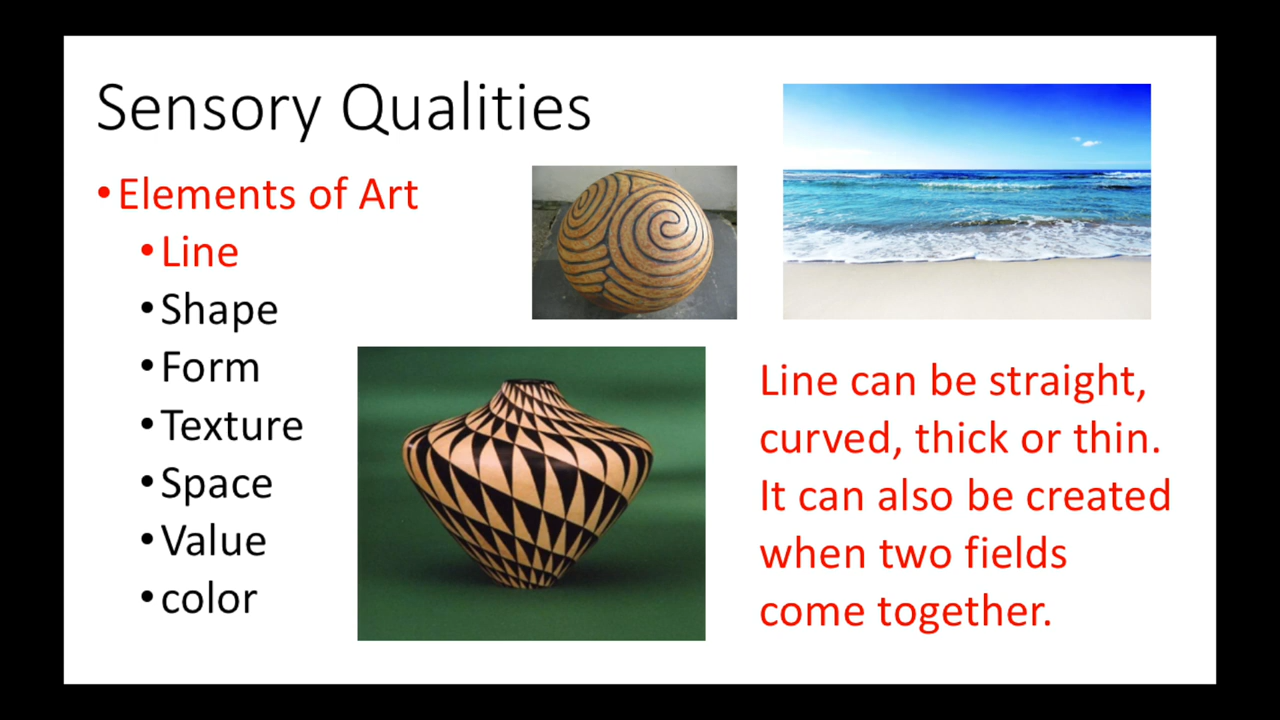 Sensory Qualities
•Elements of Art
•Line
•Shape
•Form
•Texture
•Space
•Value
•color
Line can be straight,
curved, thick or thin.
It can also be created
when two fields
come together.